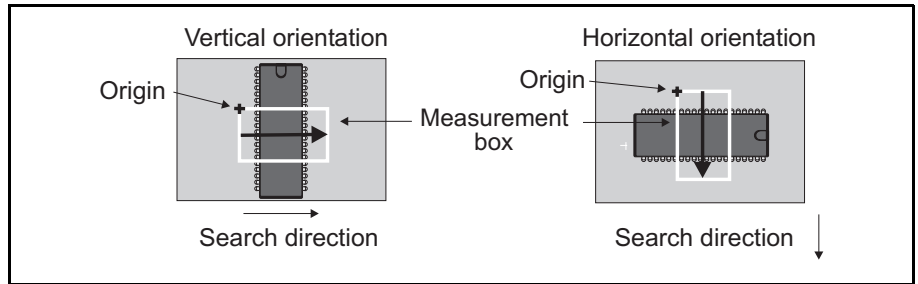 Vertical orientation
Horizontal orientation
Origin
Origin
Measurement
box
Search direction
Search direction